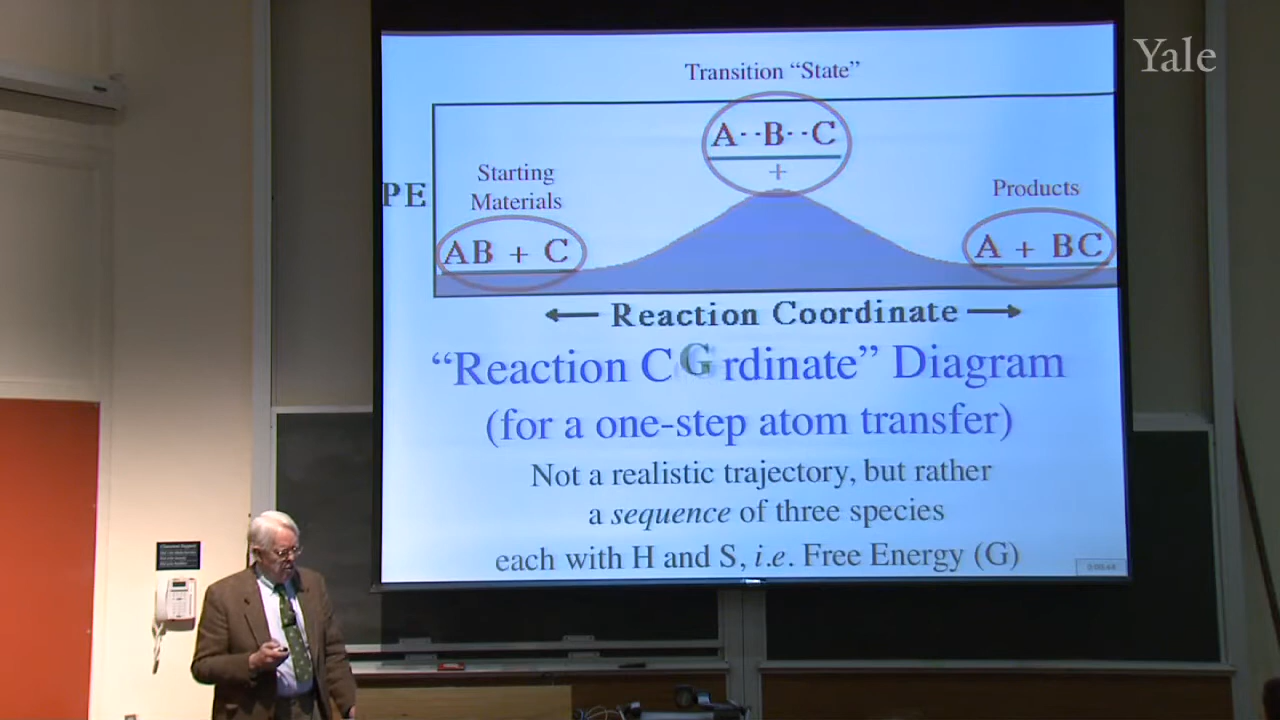 Yale
Transition “State”
A··B··C
+
Starting
Materials
Products
PE
AB + C
A + BC
Reaction Coordinate
“Reaction C G rdinate” Diagram
(for a one-step atom transfer)
Not a realistic trajectory, but rather
a sequence of three species
each with H and S, i.e. Free Energy (G)